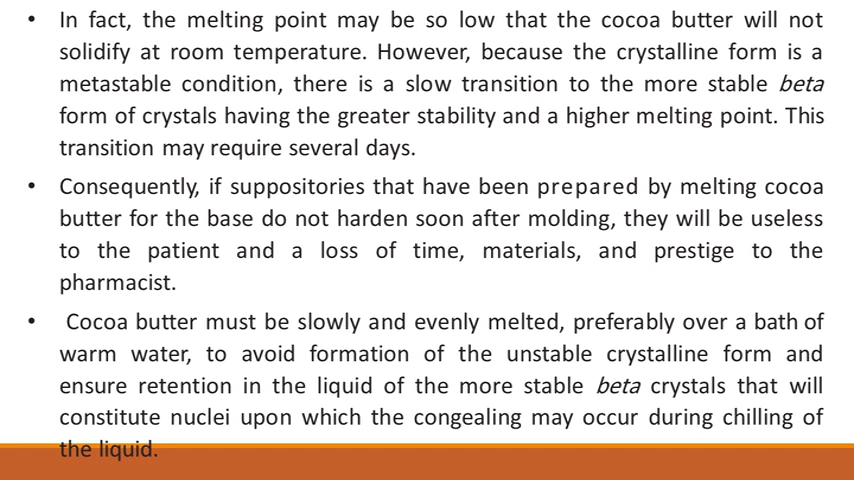 • In fact, the melting point may be so low that the cocoa butter will not
solidify at room temperature. However, because the crystalline form is a
metastable condition, there is a slow transition to the more stable beta
form of crystals having the greater stability and a higher melting point. This
transition may require several days.
• Consequently, if suppositories that have been prepared by melting cocoa
butter for the base do not harden soon after molding, they will be useless
to the patient and a loss of time, materials, and prestige to the
pharmacist.
• Cocoa butter must be slowly and evenly melted, preferably over a bath of
warm water, to avoid formation of the unstable crystalline form and
ensure retention in the liquid of the more stable beta crystals that will
constitute nuclei upon which the congealing may occur during chilling of
the liquid.